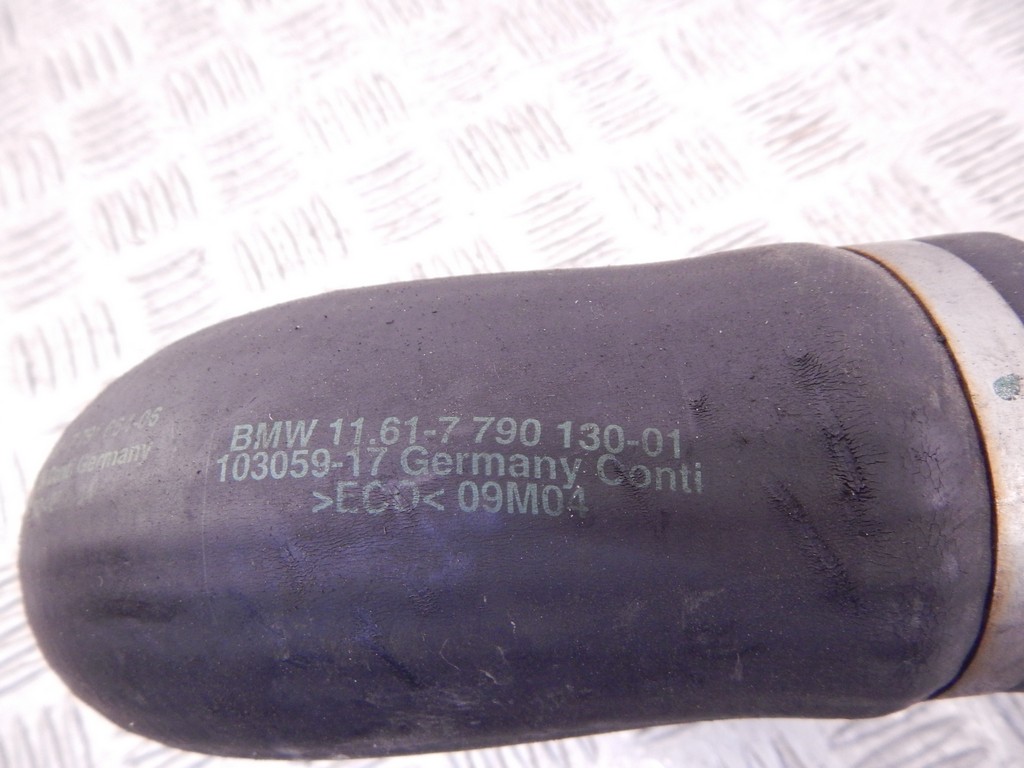 BMW 11.61-7 790 130-01
103059-17 Germany Conti
>ECO< 09M04
Germany